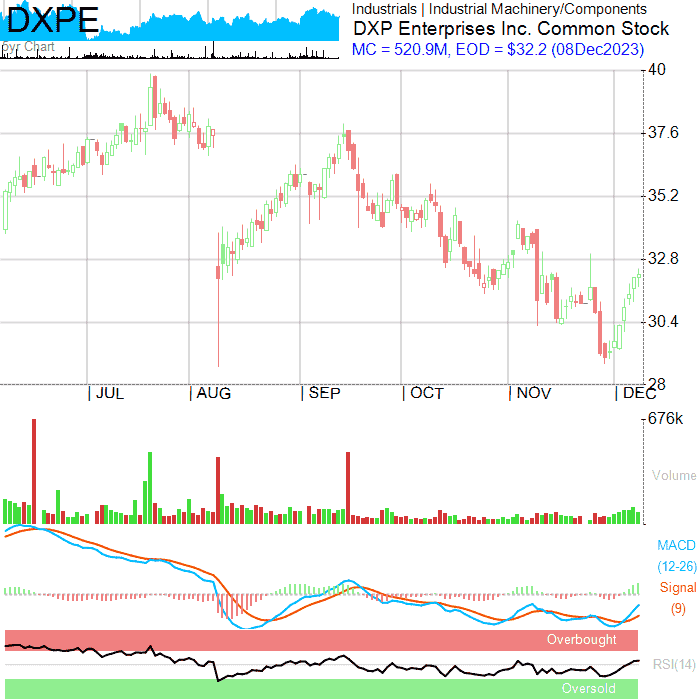 DXPE
5yr Chart
Industrials | Industrial Machinery/Components
DXP Enterprises Inc. Common Stock
MC = 520.9M, EOD = $32.2 (08Dec2023)
40
37.6
35.2
32.8
30.4
28
| JUL | AUG | SEP | OCT | NOV | DEC
676k
Volume
MACD
(12-26)
Signal
(9)
Overbought
RSI(14)
Oversold